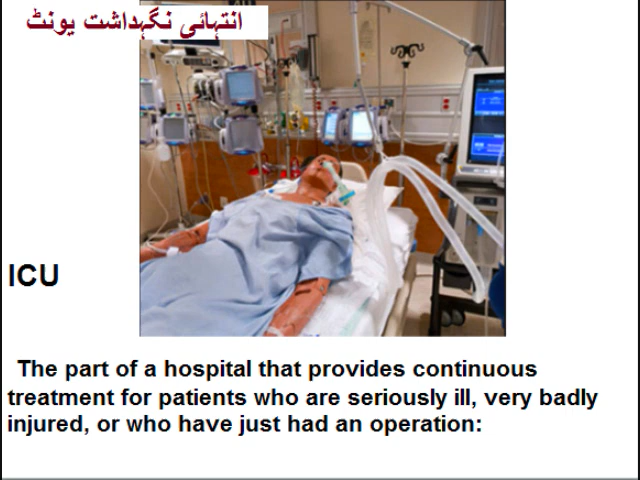 انتہائی نگہداشت یونٹ
ICU
The part of a hospital that provides continuous
treatment for patients who are seriously ill, very badly
injured, or who have just had an operation: